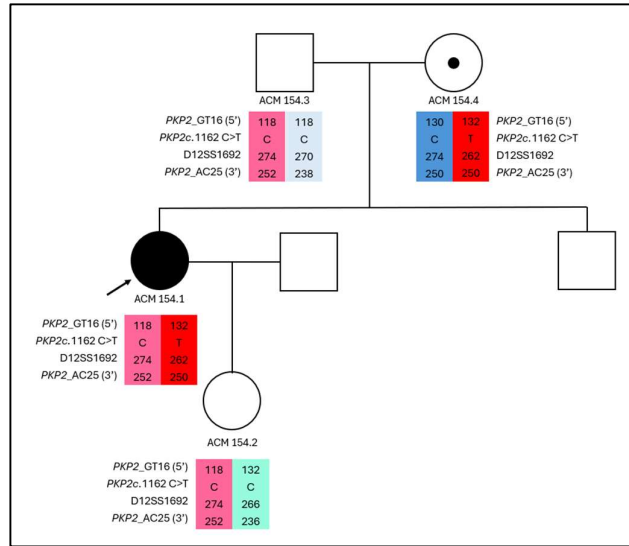 ACM 154.3
ACM 154.4
PKP2_GT16 (5') 118 118
PKP2c.1162 C>T C C
D12SS1692 274 270
PKP2_AC25 (3') 252 238
130 132 PKP2_GT16 (5')
C T PKP2c.1162 C>T
274 262 D12SS1692
250 250 PKP2_AC25 (3')
ACM 154.1
PKP2_GT16 (5') 118 132
PKP2c.1162 C>T C T
D12SS1692 274 262
PKP2_AC25 (3') 252 250
ACM 154.2
PKP2_GT16 (5') 118 132
PKP2c.1162 C>T C C
D12SS1692 274 266
PKP2_AC25 (3') 252 236